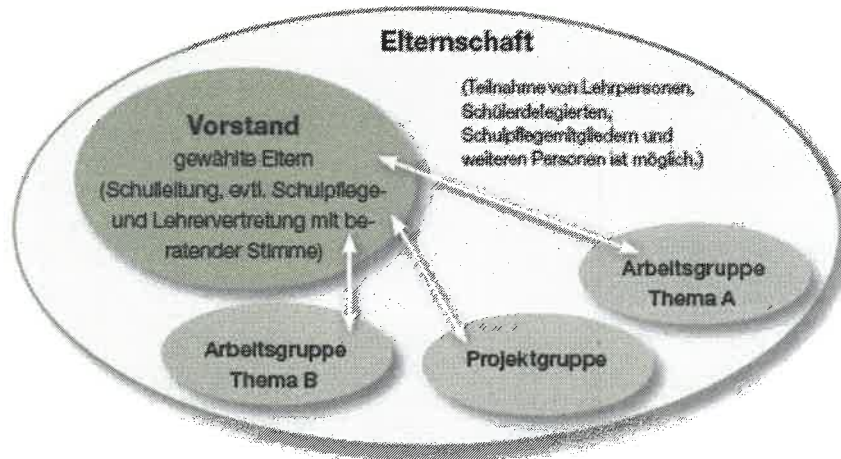 Elternschaft
(Teilnahme von Lehrpersonen,
Schülerdelegierten,
Schulpflegemitgliedern und
weiteren Personen ist möglich.)
Vorstand
gewählte Eltern
(Schulleitung, evtl. Schulpflege-
und Lehrervertretung mit be-
ratender Stimme)
Arbeitsgruppe
Thema A
Arbeitsgruppe
Thema B
Projektgruppe